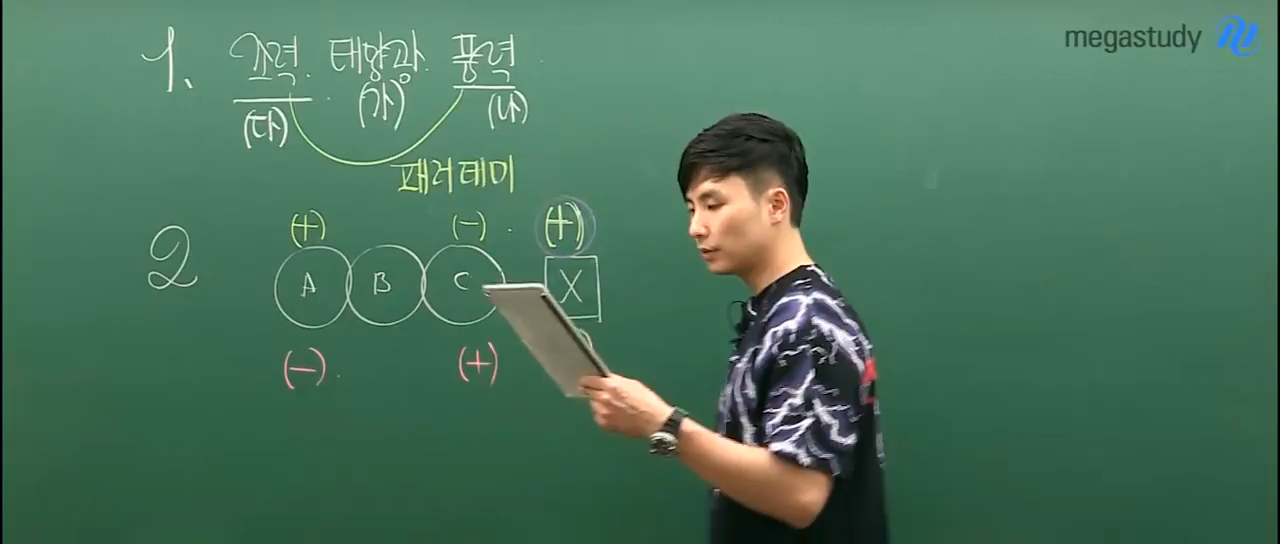 megastudy
1. 조력. 태양광. 풍력.
(다) (가) (나)
패러데이
(+) (-) . (+)
2 A B C X
(-) . (+)